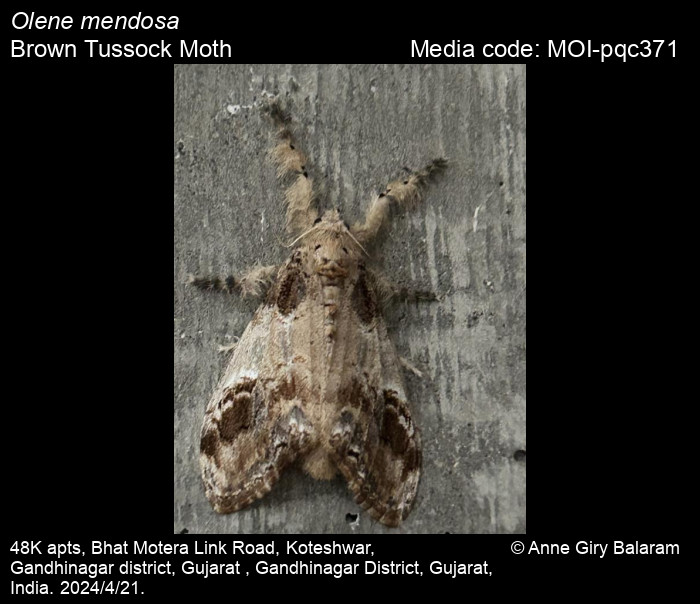 Olene mendosa
Brown Tussock Moth
Media code: MOI-pqc371
48K apts, Bhat Motera Link Road, Koteshwar,
Gandhinagar district, Gujarat , Gandhinagar District, Gujarat,
India. 2024/4/21.
© Anne Giry Balaram